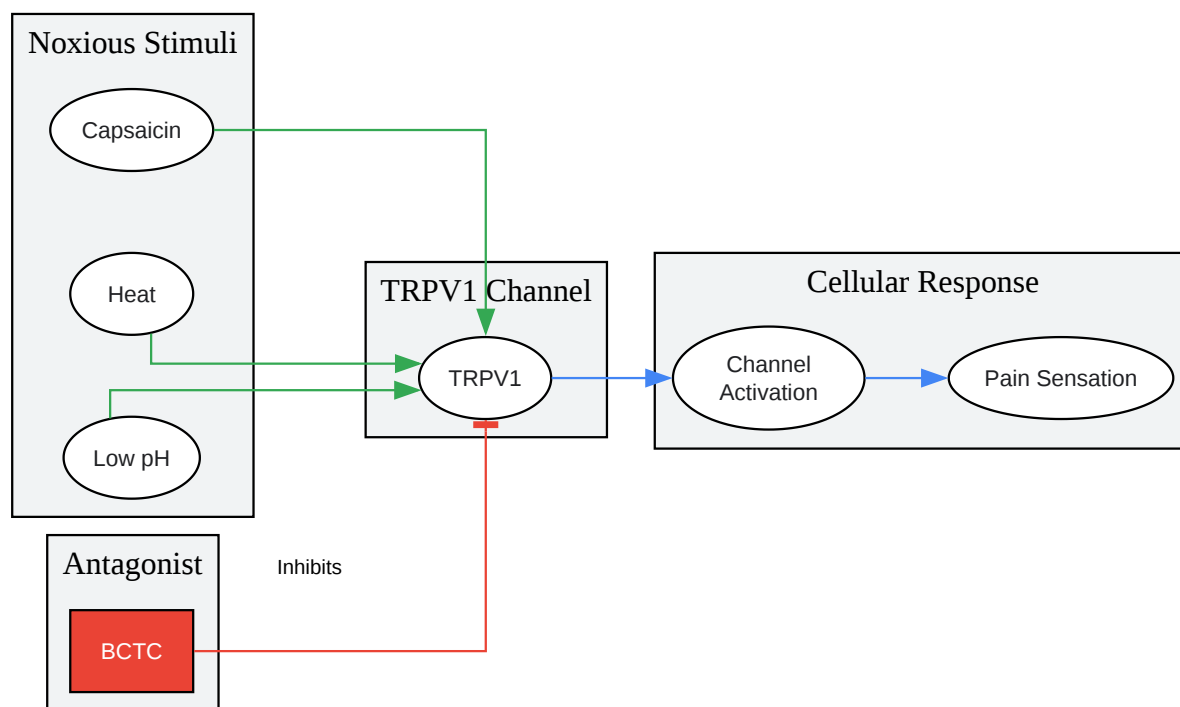 Noxious Stimuli
Capsaicin
Heat
Low pH
TRPV1 Channel
TRPV1
Cellular Response
Channel
Activation
Pain Sensation
Antagonist
BCTC
Inhibits